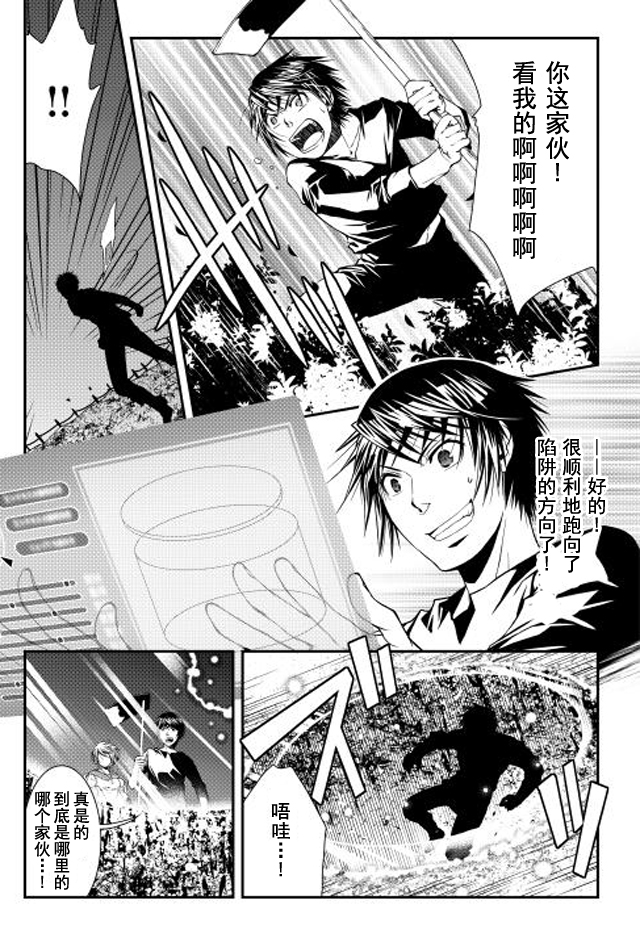 你这家伙！
看我的啊啊啊啊啊
！！
——好的！
很顺利地跑向了
陷阱的方向了！
唔哇…！
真是的
到底是哪里的
哪个家伙…！